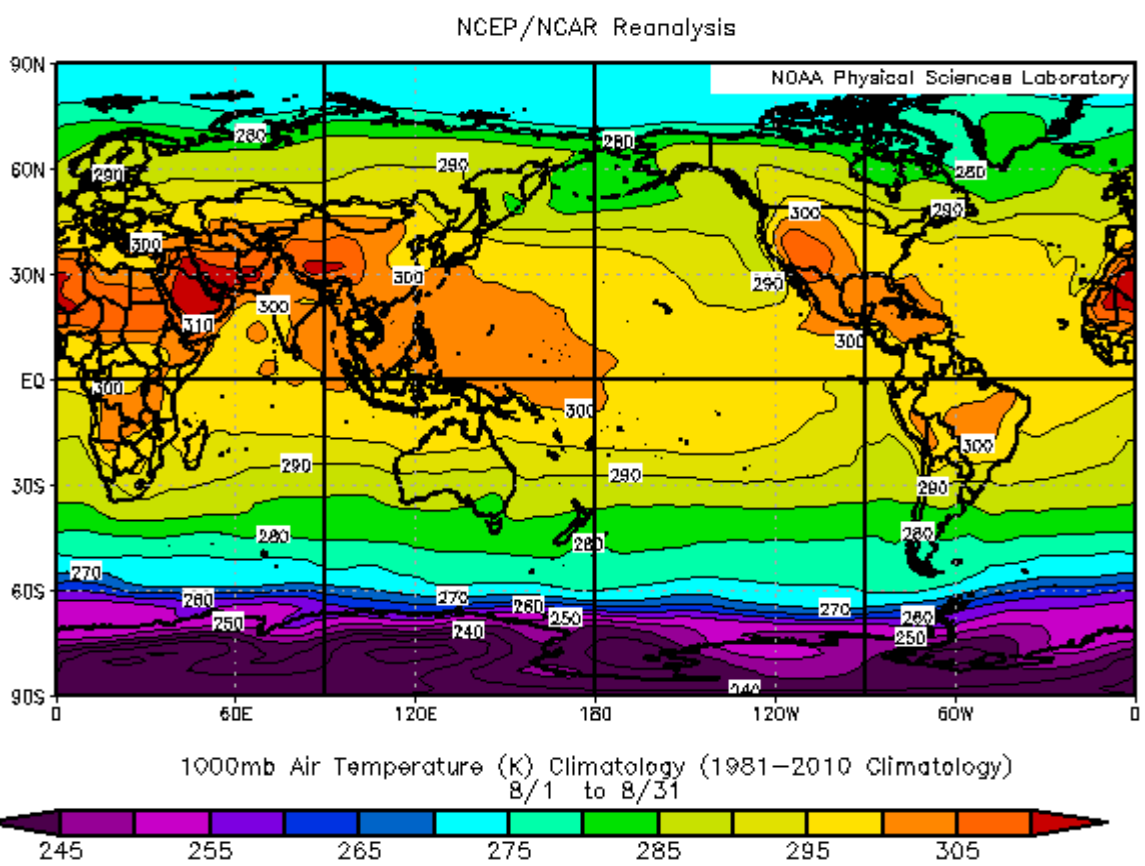 NCEP/NCAR Reanalysis
90N
NOAA Physical Sciences Laboratory
280
280
60N
290
290
280
290
300
300
30N
300
290
310
300
300
EQ
300
300
300
290
290
290
30S
280
280
280
270
60S
280
270
260
270
260
250
250
240
250
240
90S
0
60E
120E
180
120W
60W
0
1000mb Air Temperature (K) Climatology (1981-2010 Climatology)
8/1 to 8/31
245
255
265
275
285
295
305